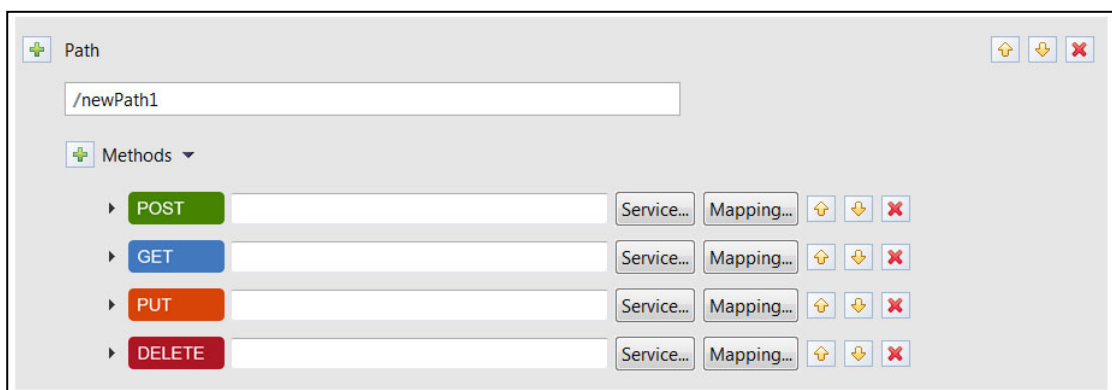 Path
/newPath1
Methods
POST Service... Mapping...
GET Service... Mapping...
PUT Service... Mapping...
DELETE Service... Mapping...